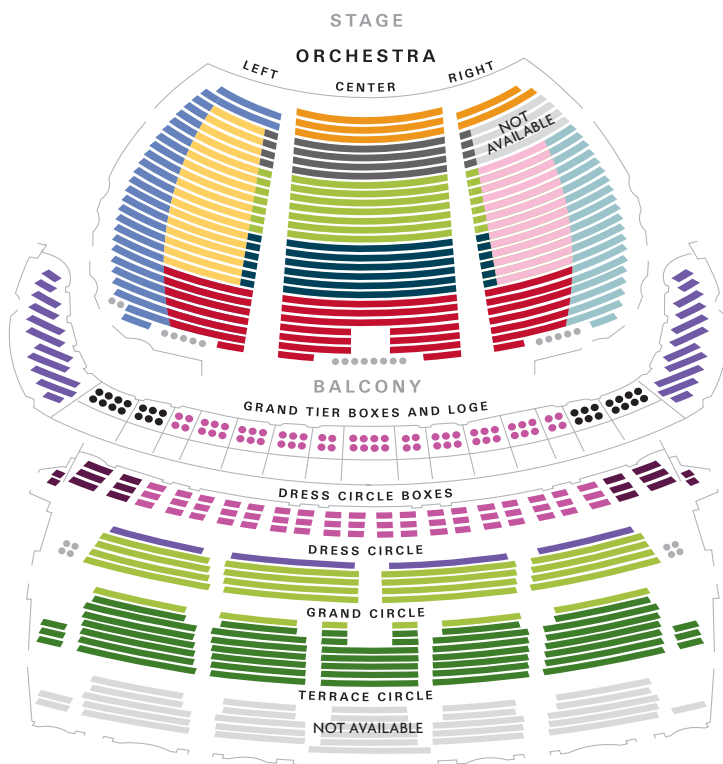 STAGE
ORCHESTRA
LEFT
CENTER
RIGHT
NOT
AVAILABLE
BALCONY
GRAND TIER BOXES AND LOGE
DRESS CIRCLE BOXES
DRESS CIRCLE
GRAND CIRCLE
TERRACE CIRCLE
NOT AVAILABLE